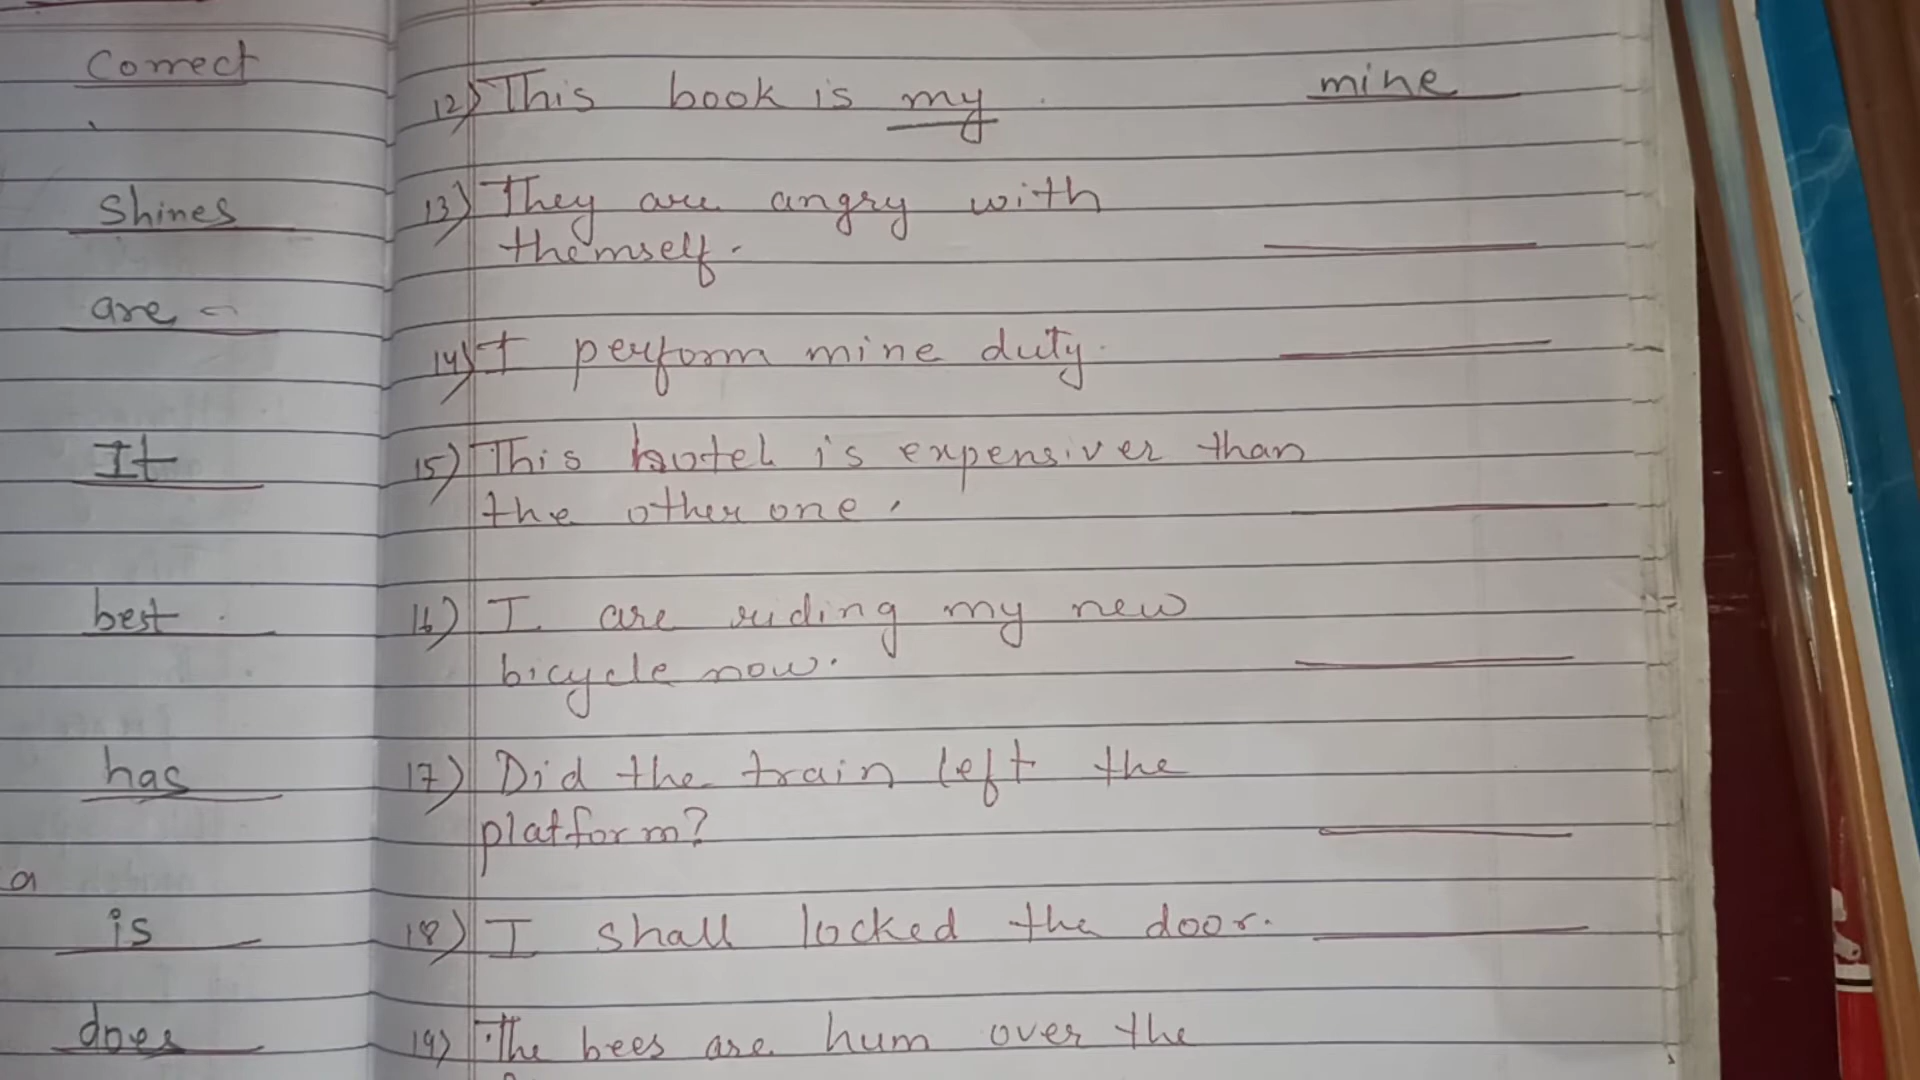 Correct
Shines
are
It
best
has
a
is
does
12) This book is my. mine
13) They are angry with
themself.
14) I perform mine duty.
15) This hotel is expensiver than
the other one.
16) I are riding my new
bicycle now.
17) Did the train left the
platform?
18) I shall locked the door.
19) The bees are hum over the